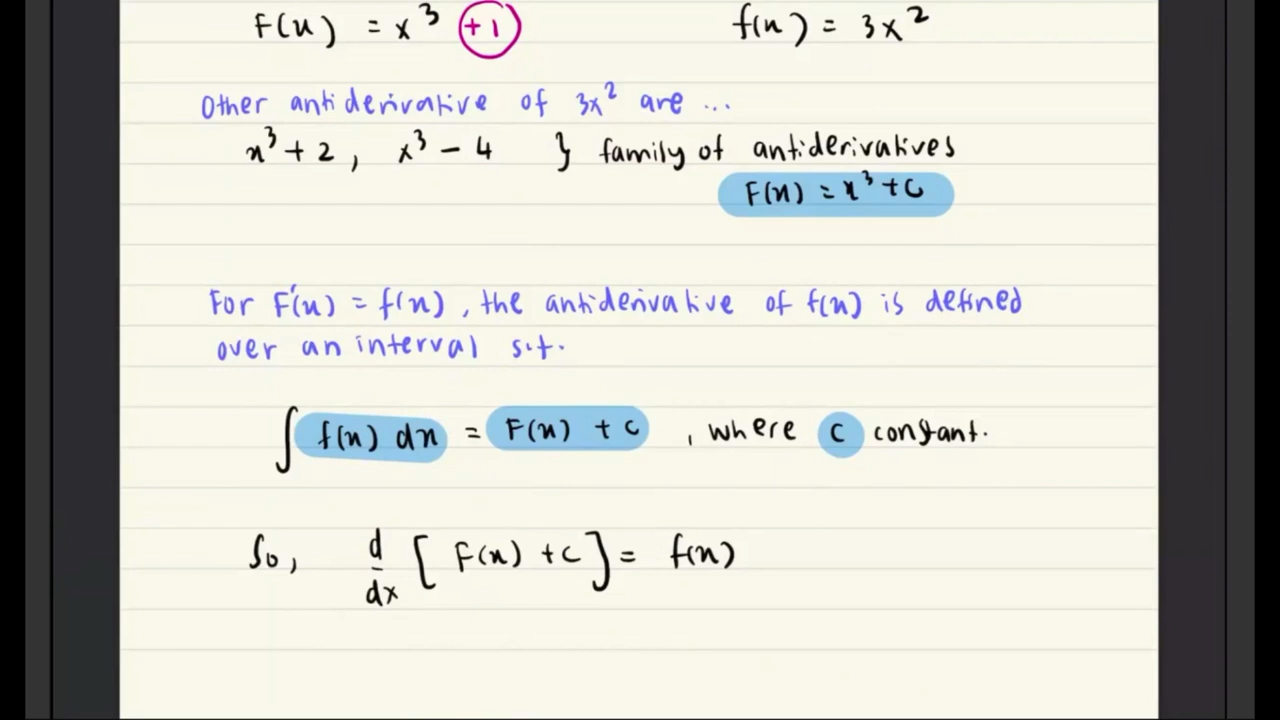 F(x) = x³ +1 f(x) = 3x²
Other antiderivative of 3x² are ...
x³ + 2 , x³ - 4 } family of antiderivatives
F(x) = x³ + c
For F'(x) = f(x) , the antiderivative of f(x) is defined
over an interval s.t.
∫ f(x) dx = F(x) + c , where c constant.
So, d/dx [ F(x) + c ] = f(x)